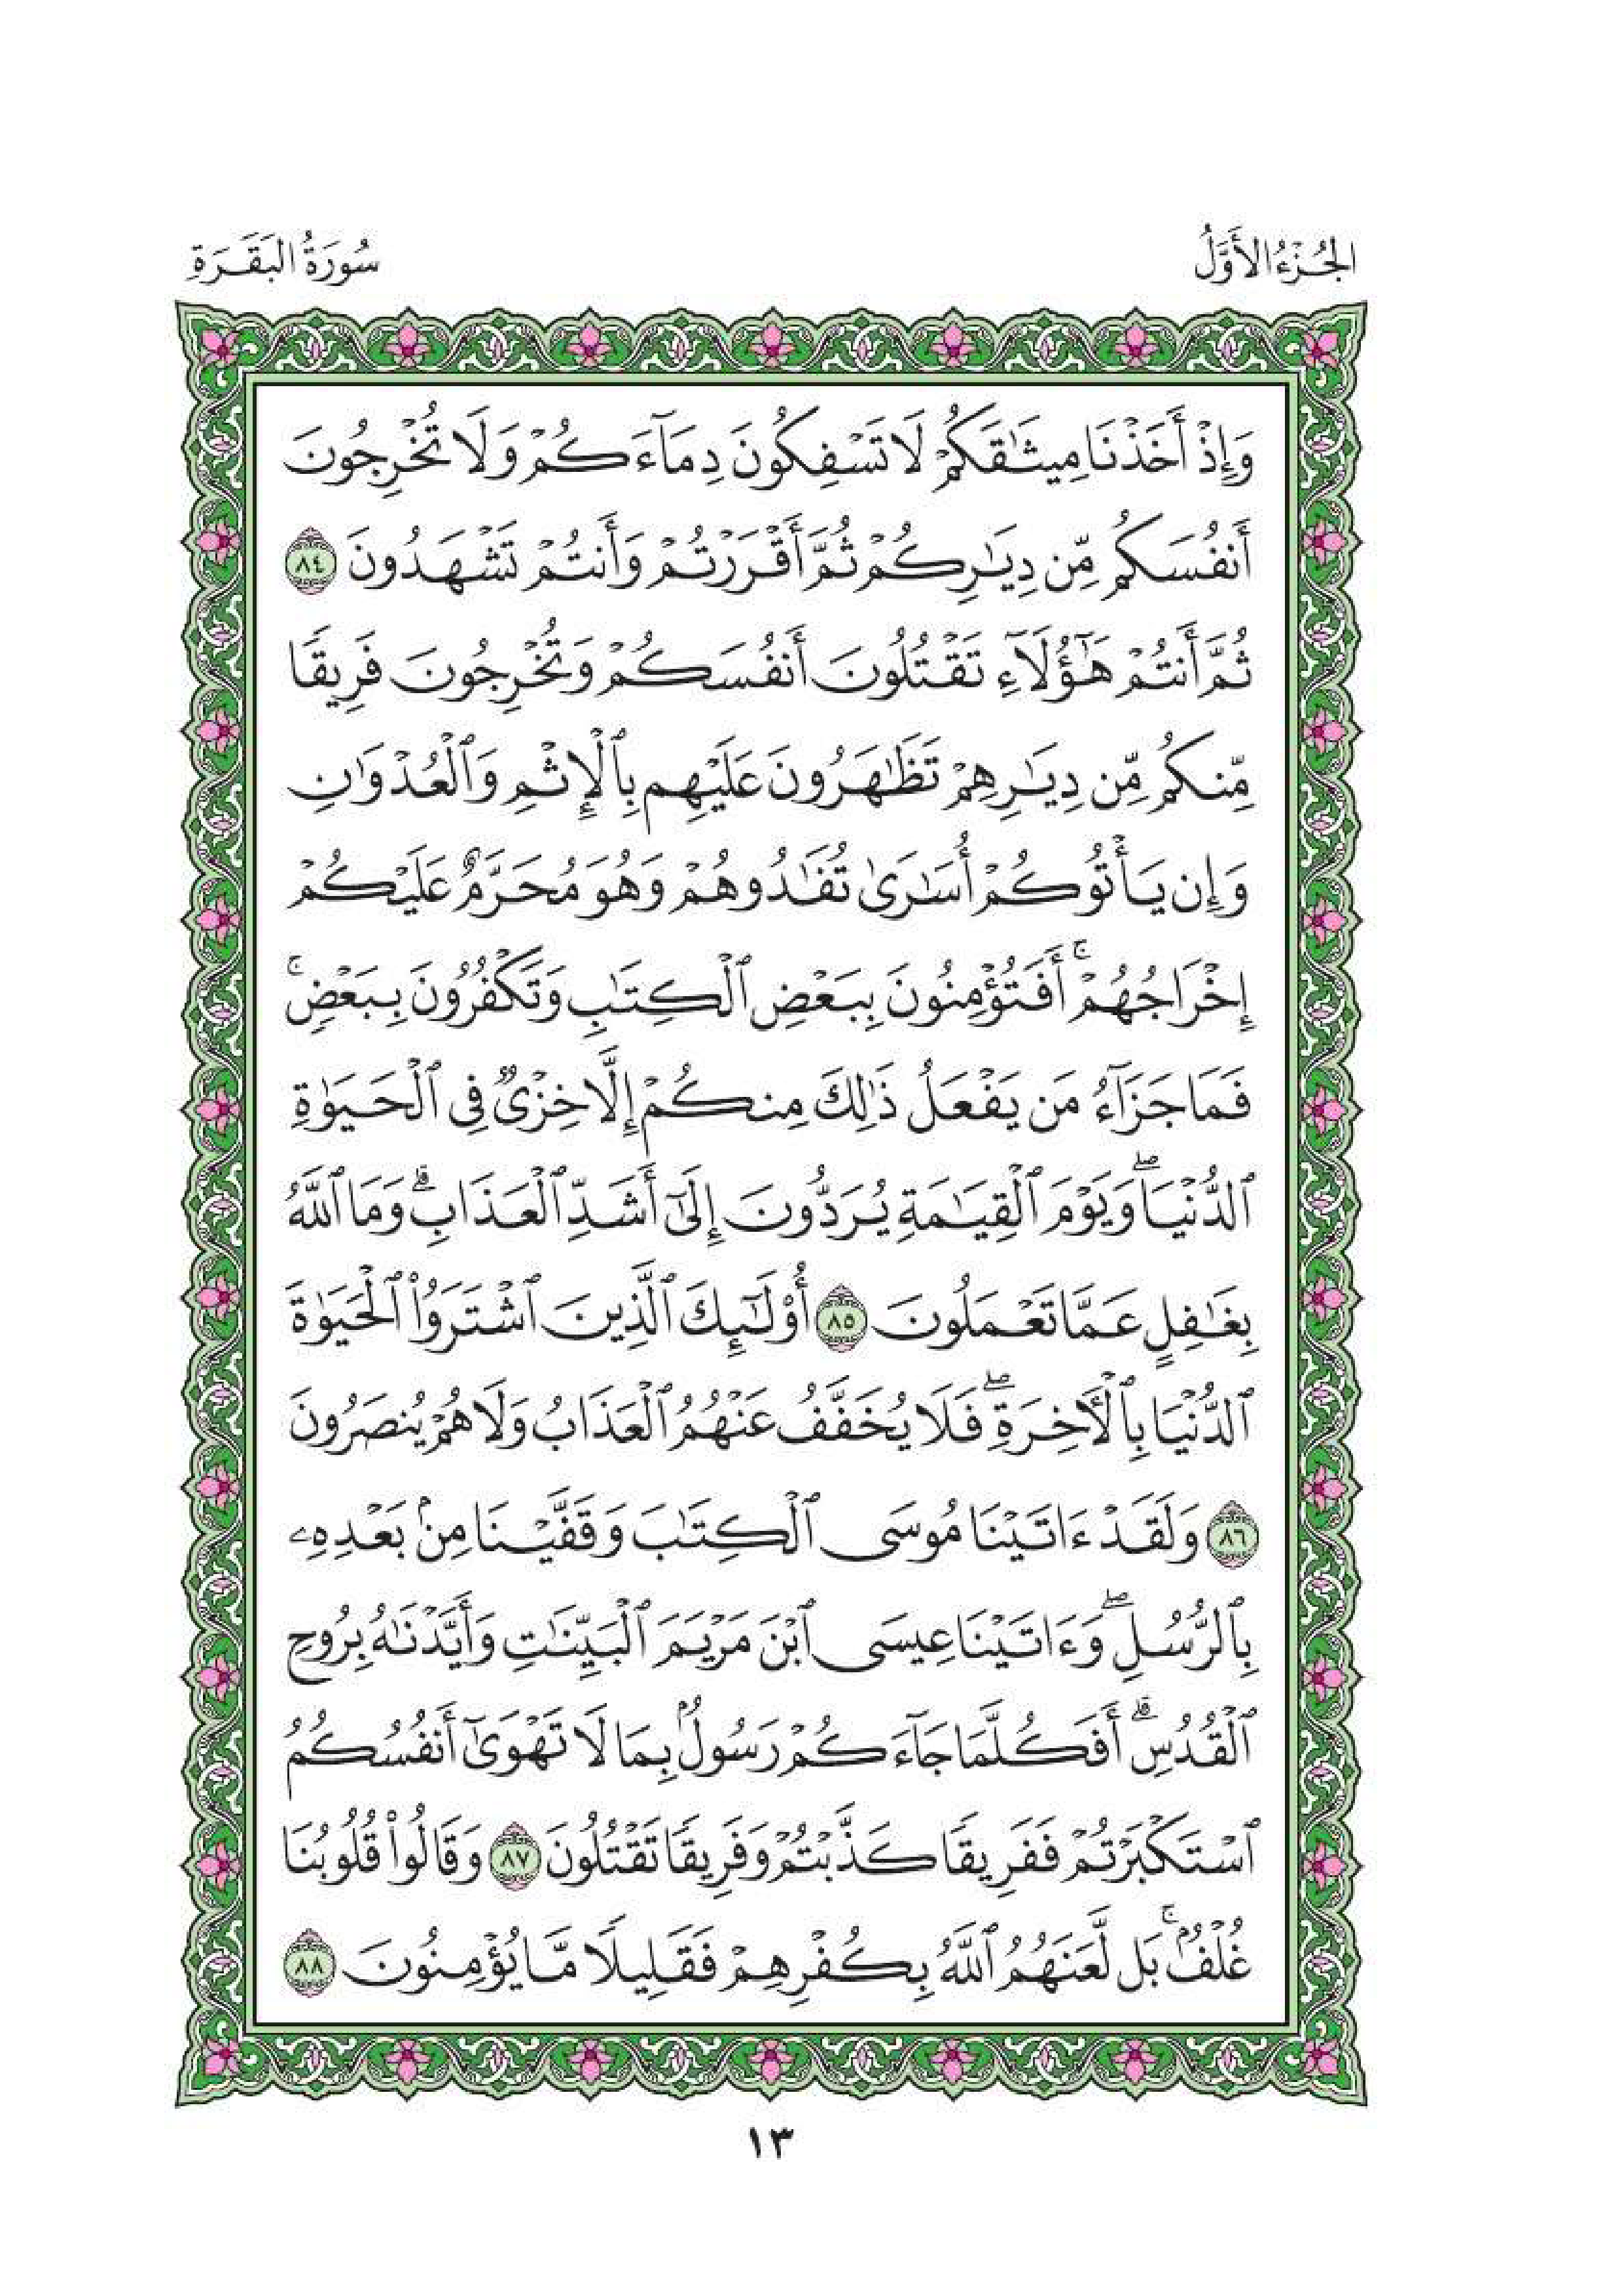 الجُزْءُ الأَوَّلُ
سُورَةُ البَقَرَةِ
وَإِذْ أَخَذْنَا مِيثَٰقَكُمْ لَا تَسْفِكُونَ دِمَآءَكُمْ وَلَا تُخْرِجُونَ
أَنفُسَكُم مِّن دِيَٰرِكُمْ ثُمَّ أَقْرَرْتُمْ وَأَنتُمْ تَشْهَدُونَ ٨٤
ثُمَّ أَنتُمْ هَٰٓؤُلَآءِ تَقْتُلُونَ أَنفُسَكُمْ وَتُخْرِجُونَ فَرِيقًا
مِّنكُم مِّن دِيَٰرِهِمْ تَظَٰهَرُونَ عَلَيْهِم بِٱلْإِثْمِ وَٱلْعُدْوَٰنِ
وَإِن يَأْتُوكُمْ أُسَٰرَىٰ تُفَٰدُوهُمْ وَهُوَ مُحَرَّمٌ عَلَيْكُمْ
إِخْرَاجُهُمْ ۚ أَفَتُؤْمِنُونَ بِبَعْضِ ٱلْكِتَٰبِ وَتَكْفُرُونَ بِبَعْضٍ ۚ
فَمَا جَزَآءُ مَن يَفْعَلُ ذَٰلِكَ مِنكُمْ إِلَّا خِزْىٌ فِى ٱلْحَيَوٰةِ
ٱلدُّنْيَا ۖ وَيَوْمَ ٱلْقِيَٰمَةِ يُرَدُّونَ إِلَىٰٓ أَشَدِّ ٱلْعَذَابِ ۗ وَمَا ٱللَّهُ
بِغَٰفِلٍ عَمَّا تَعْمَلُونَ ٨٥ أُو۟لَٰٓئِكَ ٱلَّذِينَ ٱشْتَرَوُا۟ ٱلْحَيَوٰةَ
ٱلدُّنْيَا بِٱلْأَخِرَةِ ۖ فَلَا يُخَفَّفُ عَنْهُمُ ٱلْعَذَابُ وَلَا هُمْ يُنصَرُونَ
٨٦ وَلَقَدْ ءَاتَيْنَا مُوسَى ٱلْكِتَٰبَ وَقَفَّيْنَا مِنۢ بَعْدِهِۦ
بِٱلرُّسُلِ ۖ وَءَاتَيْنَا عِيسَى ٱبْنَ مَرْيَمَ ٱلْبَيِّنَٰتِ وَأَيَّدْنَٰهُ بِرُوحِ
ٱلْقُدُسِ ۗ أَفَكُلَّمَا جَآءَكُمْ رَسُولٌۢ بِمَا لَا تَهْوَىٰٓ أَنفُسُكُمُ
ٱسْتَكْبَرْتُمْ فَفَرِيقًا كَذَّبْتُمْ وَفَرِيقًا تَقْتُلُونَ ٨٧ وَقَالُوا۟ قُلُوبُنَا
غُلْفٌۢ ۚ بَل لَّعَنَهُمُ ٱللَّهُ بِكُفْرِهِمْ فَقَلِيلًا مَّا يُؤْمِنُونَ ٨٨
١٣